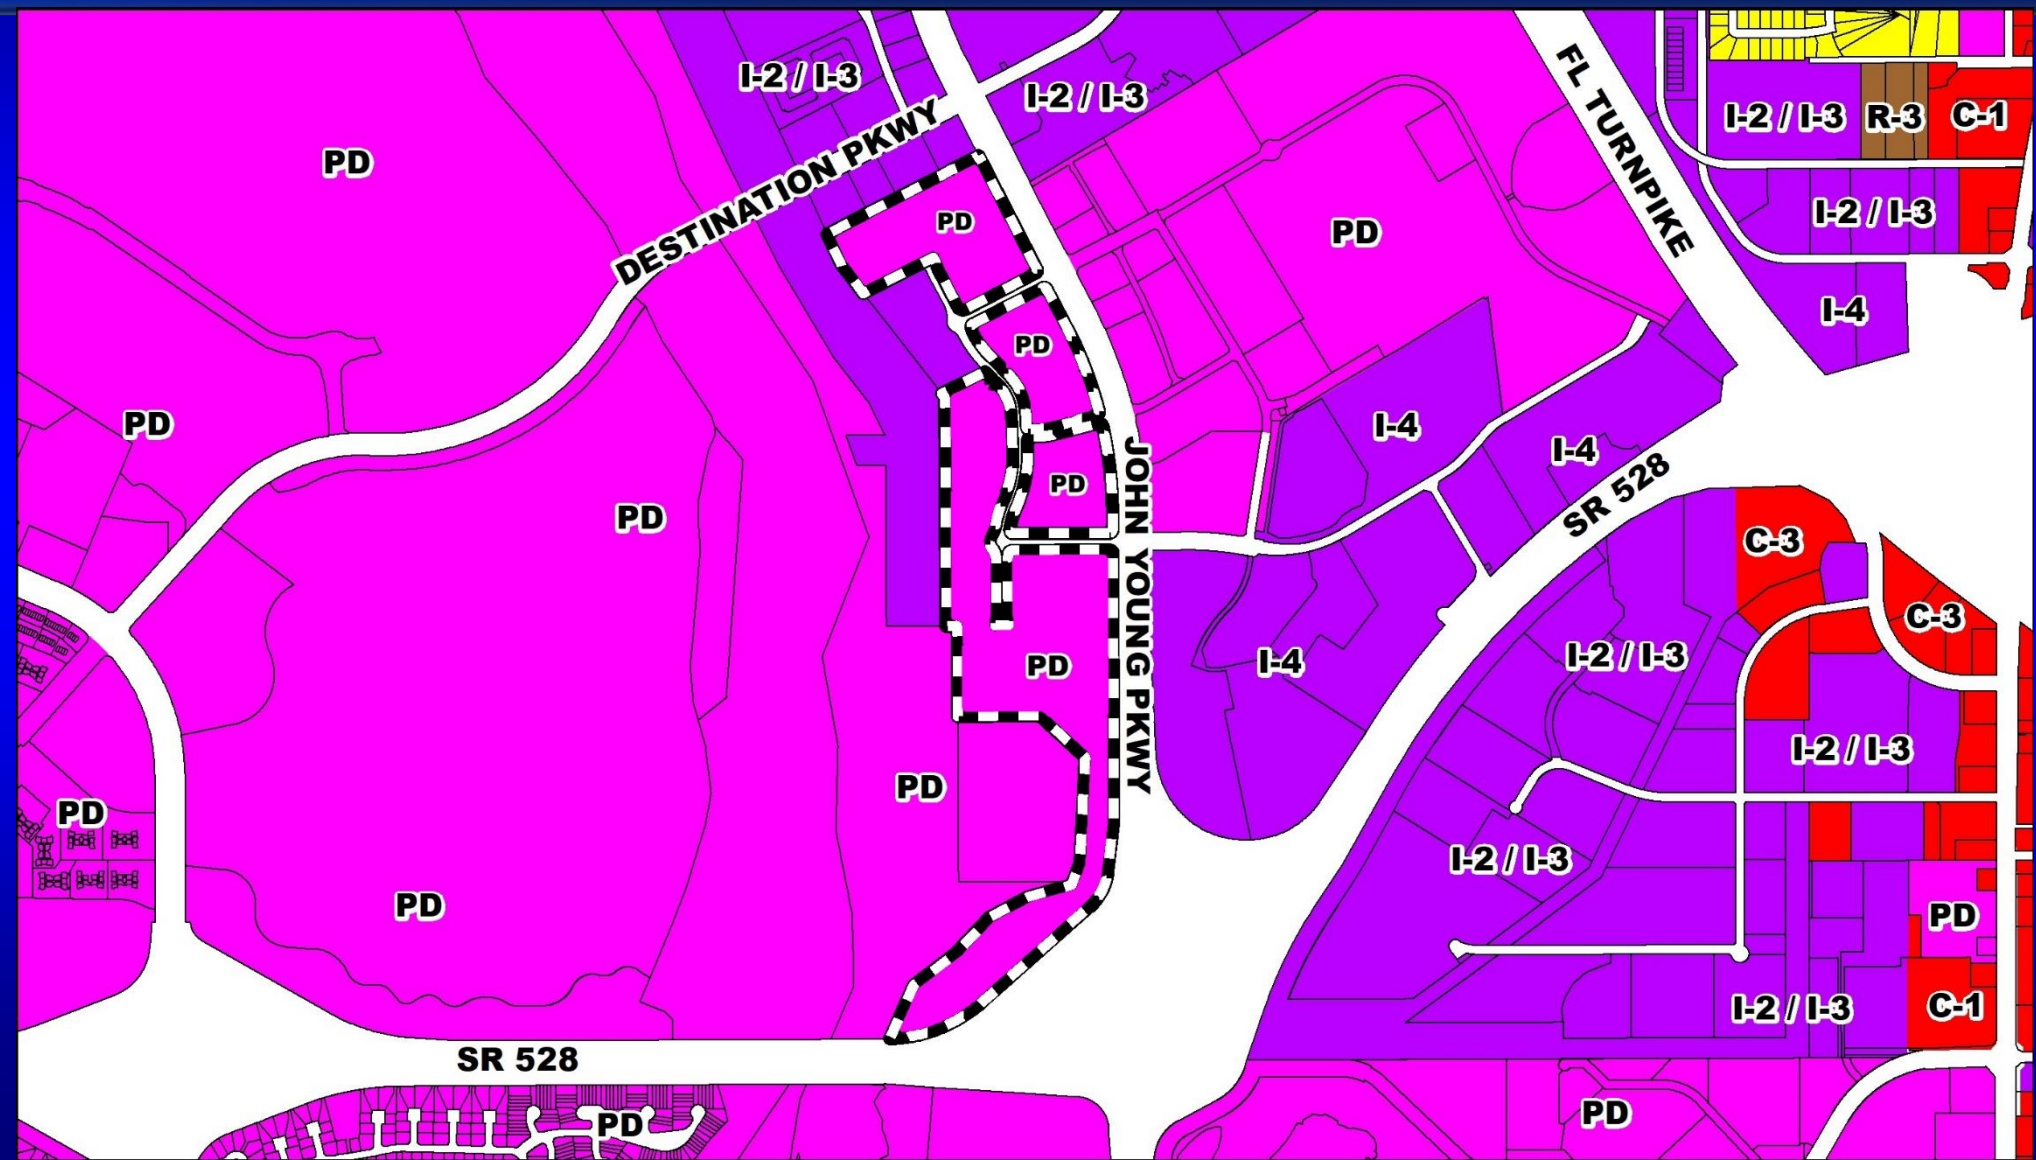 I-2 / I-3
I-2 / I-3
FL TURNPIKE
I-2 / I-3
R-3
C-1
PD
DESTINATION PKWY
PD
PD
I-2 / I-3
I-4
PD
PD
I-4
I-4
PD
PD
JOHN YOUNG PKWY
SR 528
C-3
C-3
PD
I-4
I-2 / I-3
I-2 / I-3
PD
PD
I-2 / I-3
PD
PD
I-2 / I-3
C-1
SR 528
PD
PD